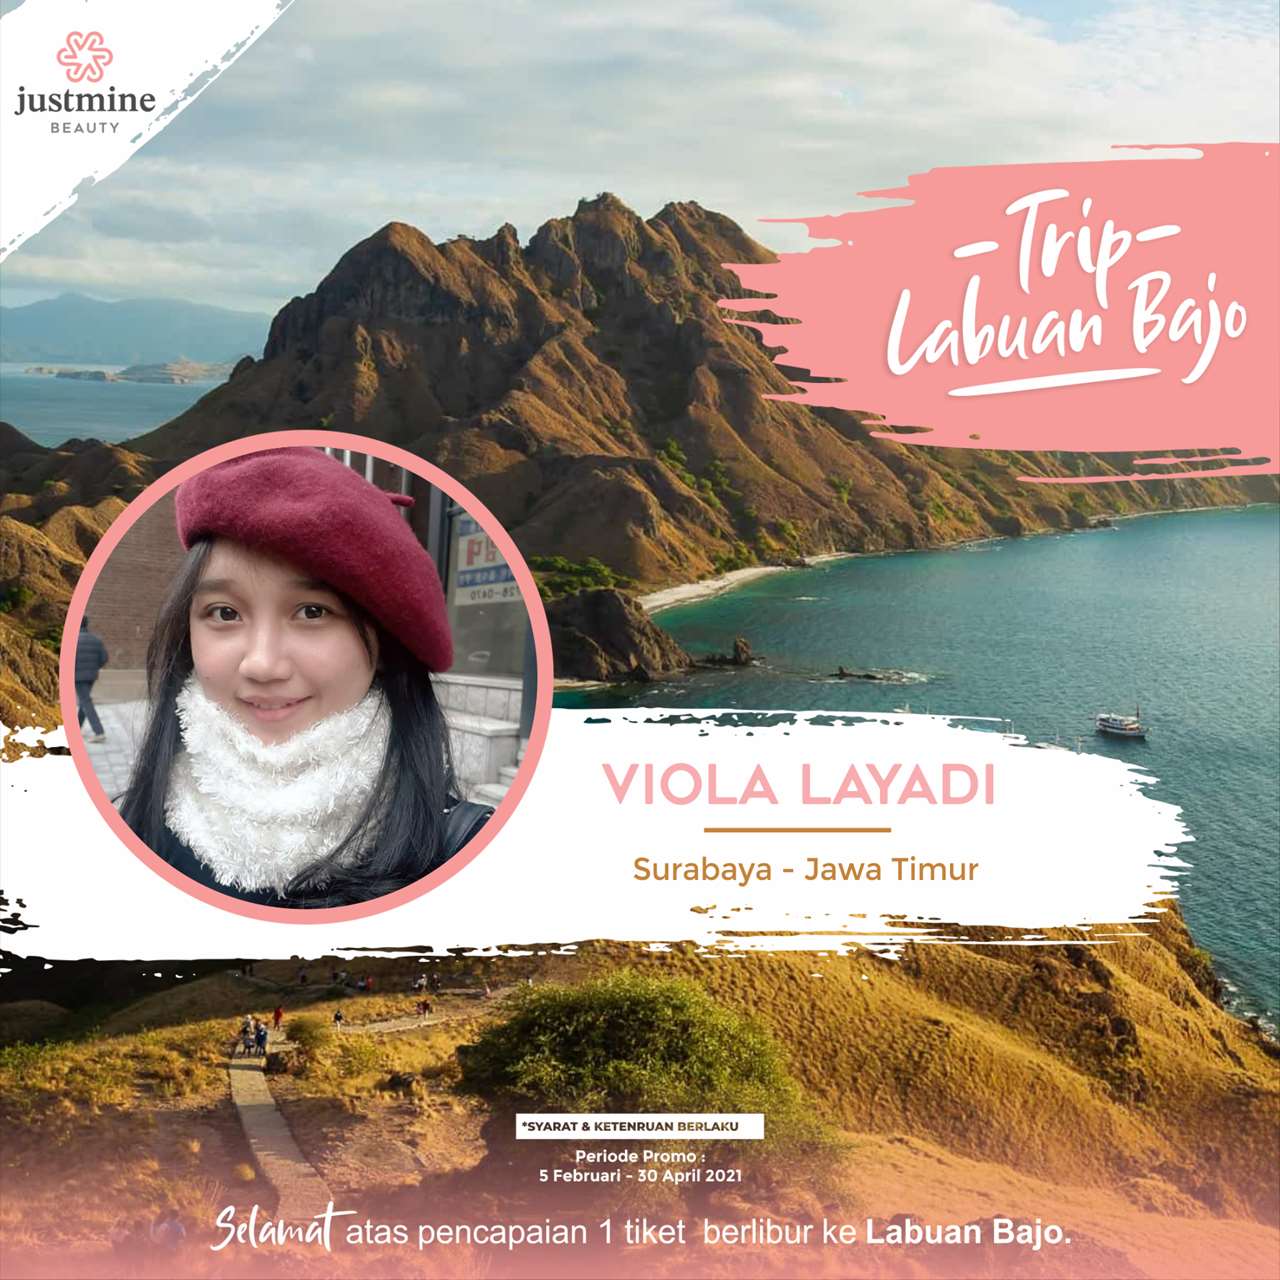 justmine
BEAUTY
-Trip-
Labuan Bajo
VIOLA LAYADI
Surabaya - Jawa Timur
*SYARAT & KETENRUAN BERLAKU
Periode Promo :
5 Februari - 30 April 2021
Selamat atas pencapaian 1 tiket berlibur ke Labuan Bajo.